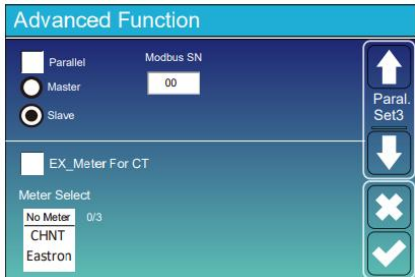 Advanced Function
Parallel
Modbus SN
Master
00
Slave
Paral.
Set3
EX_Meter For CT
Meter Select
No Meter 0/3
CHNT
Eastron